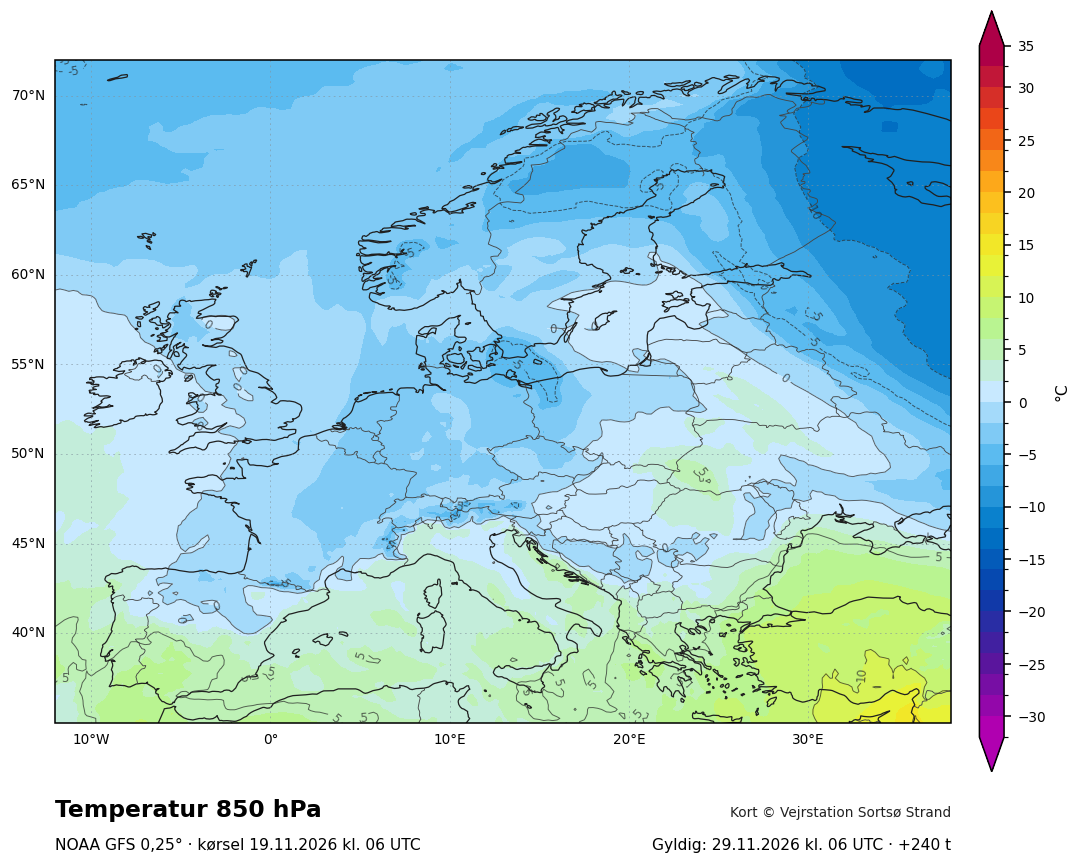 35
30
25
20
15
10
5
0
−5
−10
−15
−20
−25
−30
°C
70°N
65°N
60°N
55°N
50°N
45°N
40°N
10°W
0°
10°E
20°E
30°E
Temperatur 850 hPa
Kort © Vejrstation Sortsø Strand
NOAA GFS 0,25° · kørsel 19.11.2026 kl. 06 UTC
Gyldig: 29.11.2026 kl. 06 UTC · +240 t